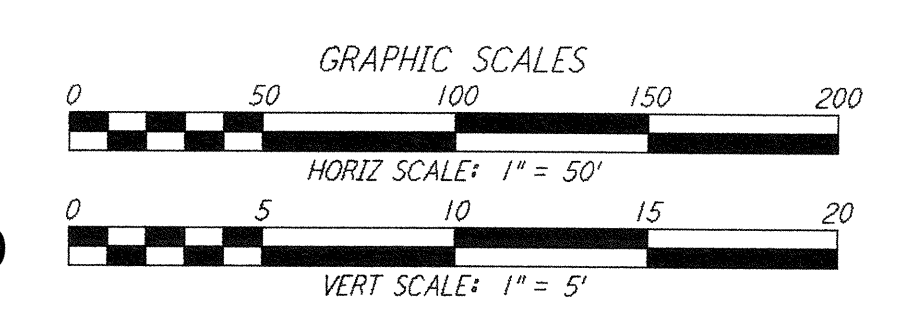 GRAPHIC SCALES
0 50 100 150 200
HORIZ SCALE: 1" = 50'
0 5 10 15 20
VERT SCALE: 1" = 5'